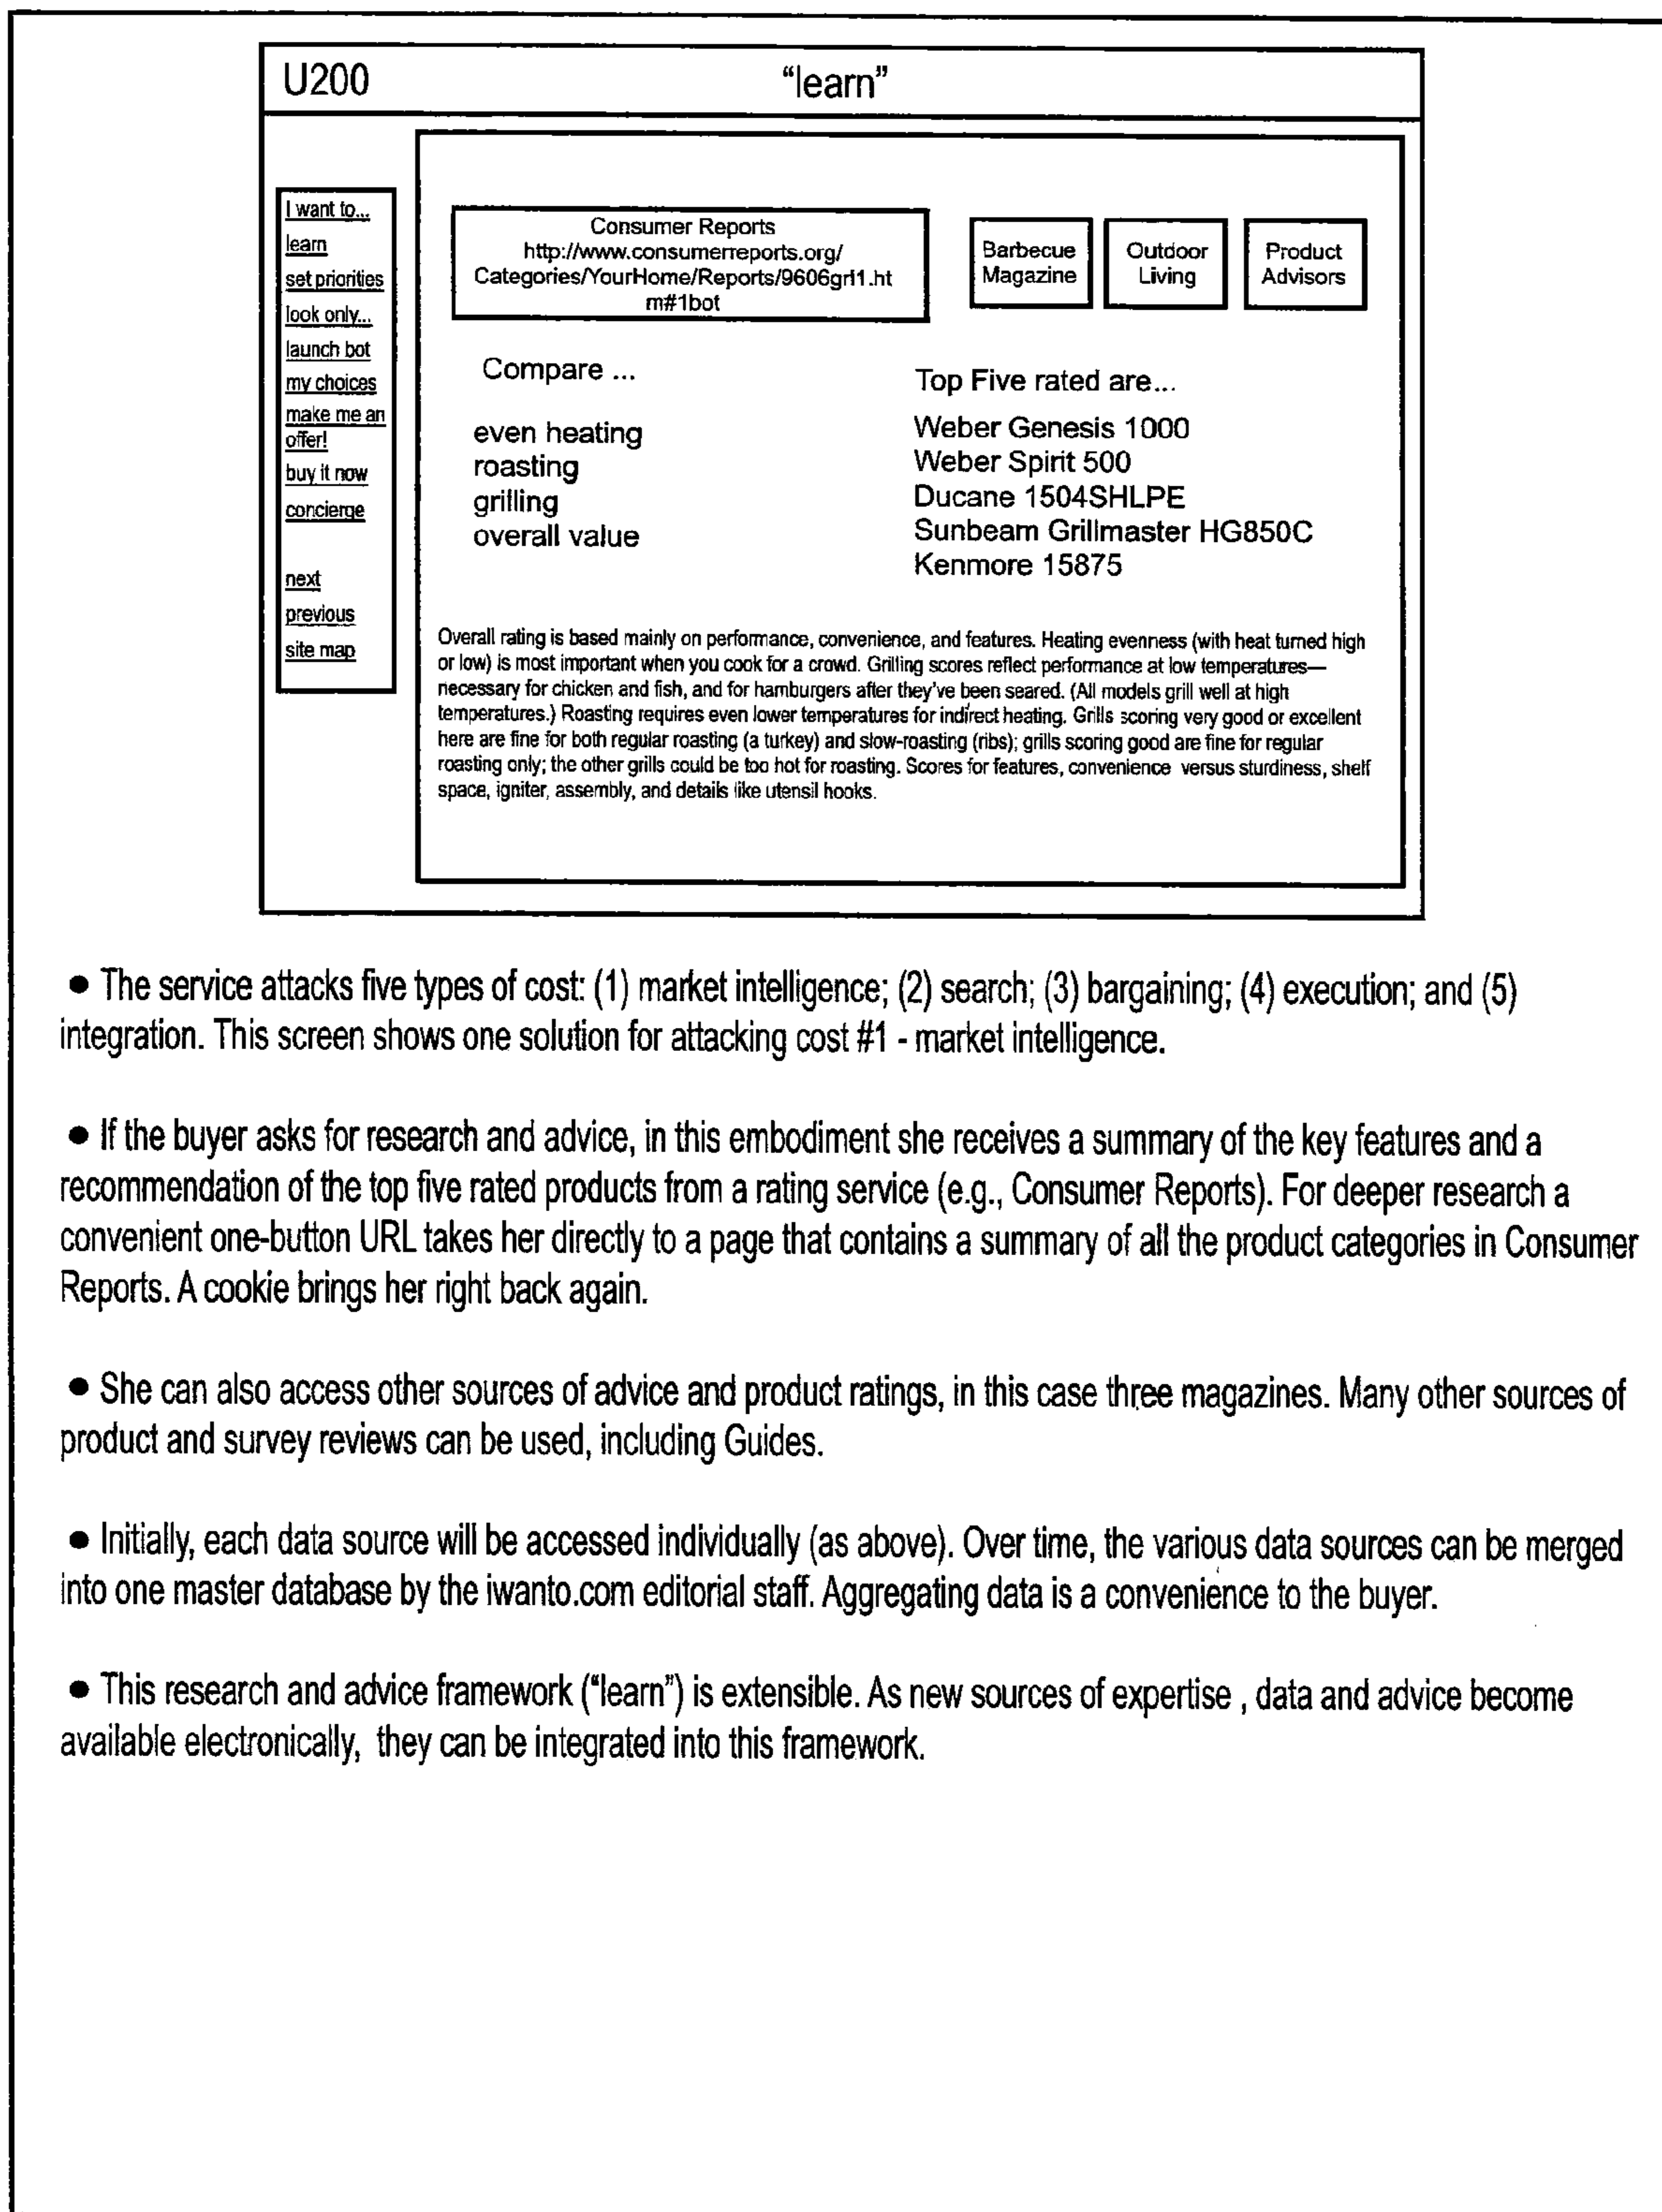 U200
“learn”
I want to...
learn
set priorities
look only...
launch bot
my choices
make me an
offer!
buy it now
concierge
next
previous
site map
Consumer Reports
http://www.consumerreports.org/
Categories/YourHome/Reports/9606grl1.ht
m#1bot
Barbecue
Magazine
Outdoor
Living
Product
Advisors
Compare ...
even heating
roasting
grilling
overall value
Top Five rated are...
Weber Genesis 1000
Weber Spirit 500
Ducane 1504SHLPE
Sunbeam Grillmaster HG850C
Kenmore 15875
Overall rating is based mainly on performance, convenience, and features. Heating evenness (with heat turned high
or low) is most important when you cook for a crowd. Grilling scores reflect performance at low temperatures—
necessary for chicken and fish, and for hamburgers after they've been seared. (All models grill well at high
temperatures.) Roasting requires even lower temperatures for indirect heating. Grills scoring very good or excellent
here are fine for both regular roasting (a turkey) and slow-roasting (ribs); grills scoring good are fine for regular
roasting only; the other grills could be too hot for roasting. Scores for features, convenience versus sturdiness, shelf
space, igniter, assembly, and details like utensil hooks.
● The service attacks five types of cost: (1) market intelligence; (2) search; (3) bargaining; (4) execution; and (5)
integration. This screen shows one solution for attacking cost #1 - market intelligence.
● If the buyer asks for research and advice, in this embodiment she receives a summary of the key features and a
recommendation of the top five rated products from a rating service (e.g., Consumer Reports). For deeper research a
convenient one-button URL takes her directly to a page that contains a summary of all the product categories in Consumer
Reports. A cookie brings her right back again.
● She can also access other sources of advice and product ratings, in this case three magazines. Many other sources of
product and survey reviews can be used, including Guides.
● Initially, each data source will be accessed individually (as above). Over time, the various data sources can be merged
into one master database by the iwanto.com editorial staff. Aggregating data is a convenience to the buyer.
● This research and advice framework (“learn”) is extensible. As new sources of expertise , data and advice become
available electronically, they can be integrated into this framework.